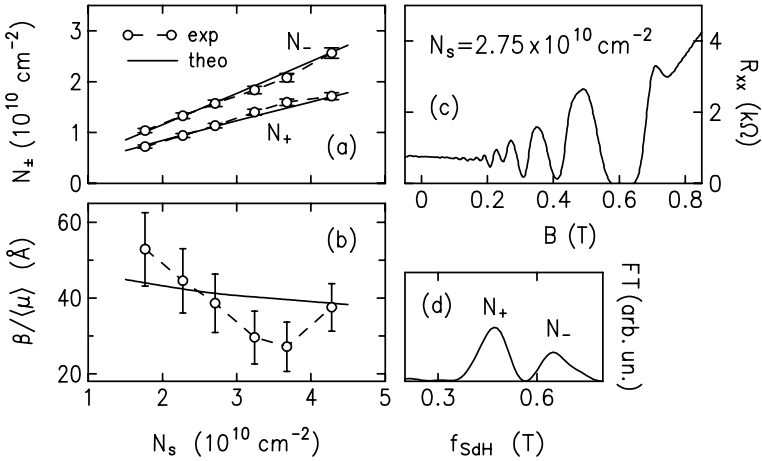 3
2
1
0
N± (10¹⁰ cm⁻²)
exp
theo
N₋
N₊
(a)
60
40
20
β/⟨μ⟩ (Å)
(b)
1 2 3 4 5
Nₛ (10¹⁰ cm⁻²)
Nₛ=2.75x10¹⁰cm⁻²
(c)
4
2
0
Rₓₓ (kΩ)
0 0.2 0.4 0.6 0.8
B (T)
(d)
N₊
N₋
FT(arb. un.)
0.3 0.6
f_SdH (T)